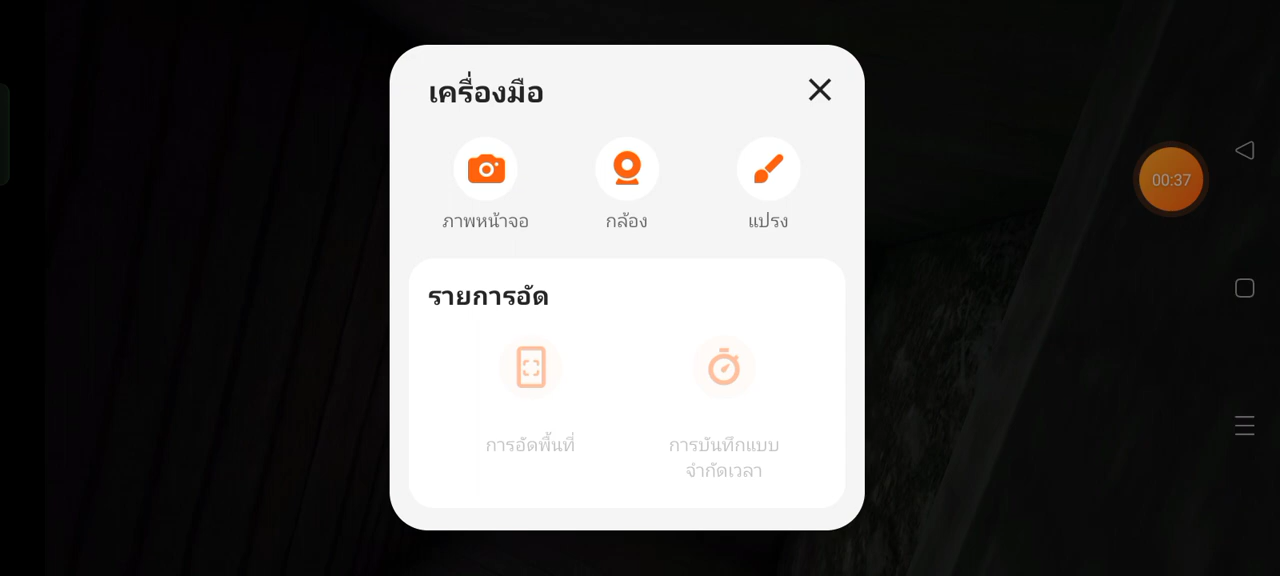 เครื่องมือ
ภาพหน้าจอ
กล้อง
แปรง
00:37
รายการอัด
การอัดพื้นที่
การบันทึกแบบ
จำกัดเวลา